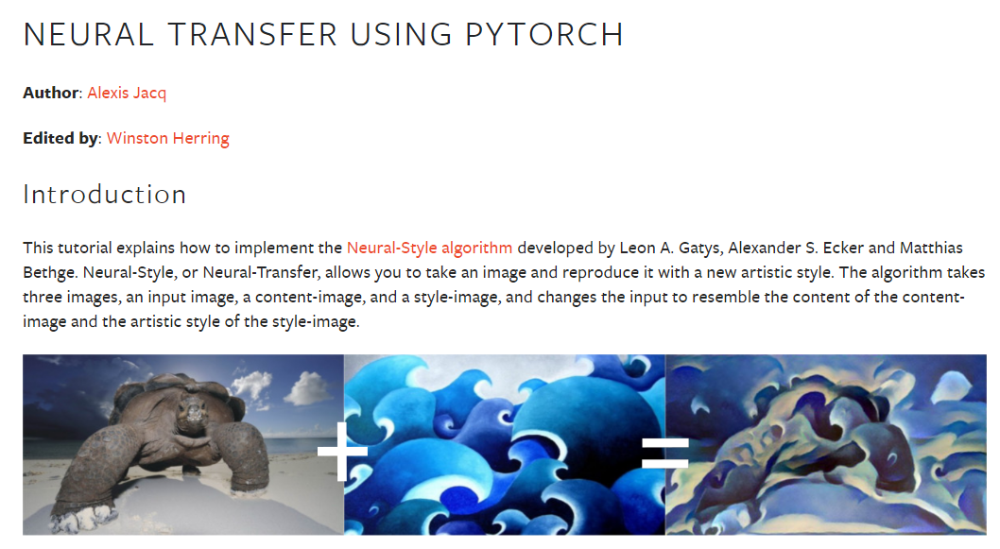 NEURAL TRANSFER USING PYTORCH
Author: Alexis Jacq
Edited by: Winston Herring
Introduction
This tutorial explains how to implement the Neural-Style algorithm developed by Leon A. Gatys, Alexander S. Ecker and Matthias
Bethge. Neural-Style, or Neural-Transfer, allows you to take an image and reproduce it with a new artistic style. The algorithm takes
three images, an input image, a content-image, and a style-image, and changes the input to resemble the content of the content-
image and the artistic style of the style-image.
+ =